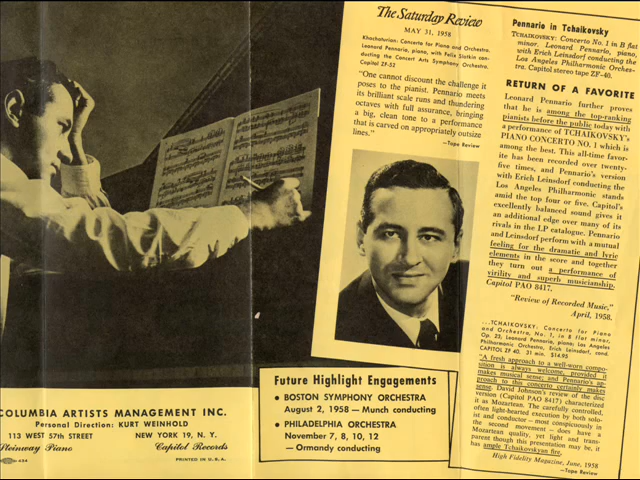 The Saturday Review
MAY 31, 1958
Khachaturian: Concerto for Piano and Orchestra.
Leonard Pennario, piano, with Felix Slatkin con-
ducting the Concert Arts Symphony Orchestra.
Capitol ZF-52
"One cannot discount the challenge it
poses to the pianist. Pennario meets
its brilliant scale runs and thundering
octaves with full assurance, bringing
a big, clean tone to a performance
that is carved on appropriately outsize
lines."
—Tape Review
Pennario in Tchaikovsky
TCHAIKOVSKY: Concerto No. 1 in B flat
minor. Leonard Pennario, piano,
with Erich Leinsdorf conducting the
Los Angeles Philharmonic Orches-
tra. Capitol stereo tape ZF-40.
RETURN OF A FAVORITE
Leonard Pennario further proves
that he is among the top-ranking
pianists before the public today with
a performance of TCHAIKOVSKY'S
PIANO CONCERTO NO. 1 which is
among the best. This all-time favor-
ite has been recorded over twenty-
five times, and Pennario's version
with Erich Leinsdorf conducting the
Los Angeles Philharmonic stands
amid the top four or five. Capitol's
excellently balanced sound gives it
an additional edge over many of its
rivals in the LP catalogue. Pennario
and Leinsdorf perform with a mutual
feeling for the dramatic and lyric
elements in the score and together
they turn out a performance of
virility and superb musicianship.
Capitol PAO 8417.
"Review of Recorded Music,"
April, 1958.
...TCHAIKOVSKY. Concerto for Piano
and Orchestra, No. 1, in B flat minor,
Op. 23, Leonard Pennario, piano; Los Angeles
Philharmonic Orchestra, Erich Leinsdorf, cond.
CAPITOL ZF 40. 31 min. $14.95
"A fresh approach to a well-worn compo-
sition is always welcome, provided it
makes musical sense; and Pennario's ap-
proach to this concerto certainly makes
sense. David Johnson's review of the disc
version (Capitol PAO 8417) characterized
it as Mozartean. The carefully controlled,
often light-hearted execution by both solo-
ist and conductor — most conspicuously in
the second movement — does have a
Mozartean quality, yet light and trans-
parent though this presentation may be, it
has ample Tchaikovskyan fire.
High Fidelity Magazine, June, 1958
—Tape Review
Future Highlight Engagements
● BOSTON SYMPHONY ORCHESTRA
August 2, 1958 — Munch conducting
● PHILADELPHIA ORCHESTRA
November 7, 8, 10, 12
— Ormandy conducting
COLUMBIA ARTISTS MANAGEMENT INC.
Personal Direction: KURT WEINHOLD
113 WEST 57th STREET NEW YORK 19, N. Y.
Steinway Piano Capitol Records
PRINTED IN U.S.A.